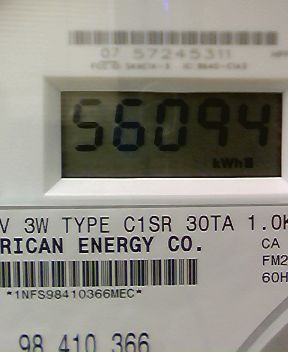 07 57245311
56094
kWh
V 3W TYPE C1SR 30TA 1.0K
RICAN ENERGY CO.
CA
FM2
60H
*1NFS98410366MEC*
98 410 366